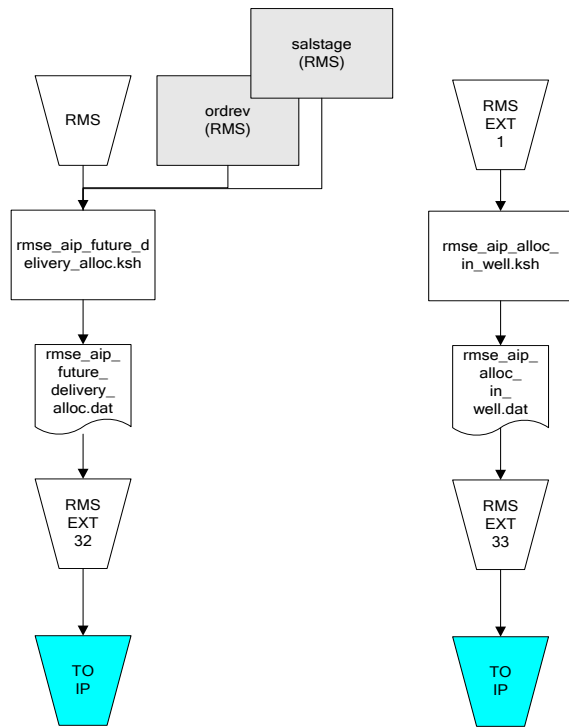 salstage
(RMS)
ordrev
(RMS)
RMS
RMS
EXT
1
rmse_aip_future_d
elivery_alloc.ksh
rmse_aip_alloc_
in_well.ksh
rmse_aip_
future_
delivery_
alloc.dat
rmse_aip_
alloc_
in_
well.dat
RMS
EXT
32
RMS
EXT
33
TO
IP
TO
IP